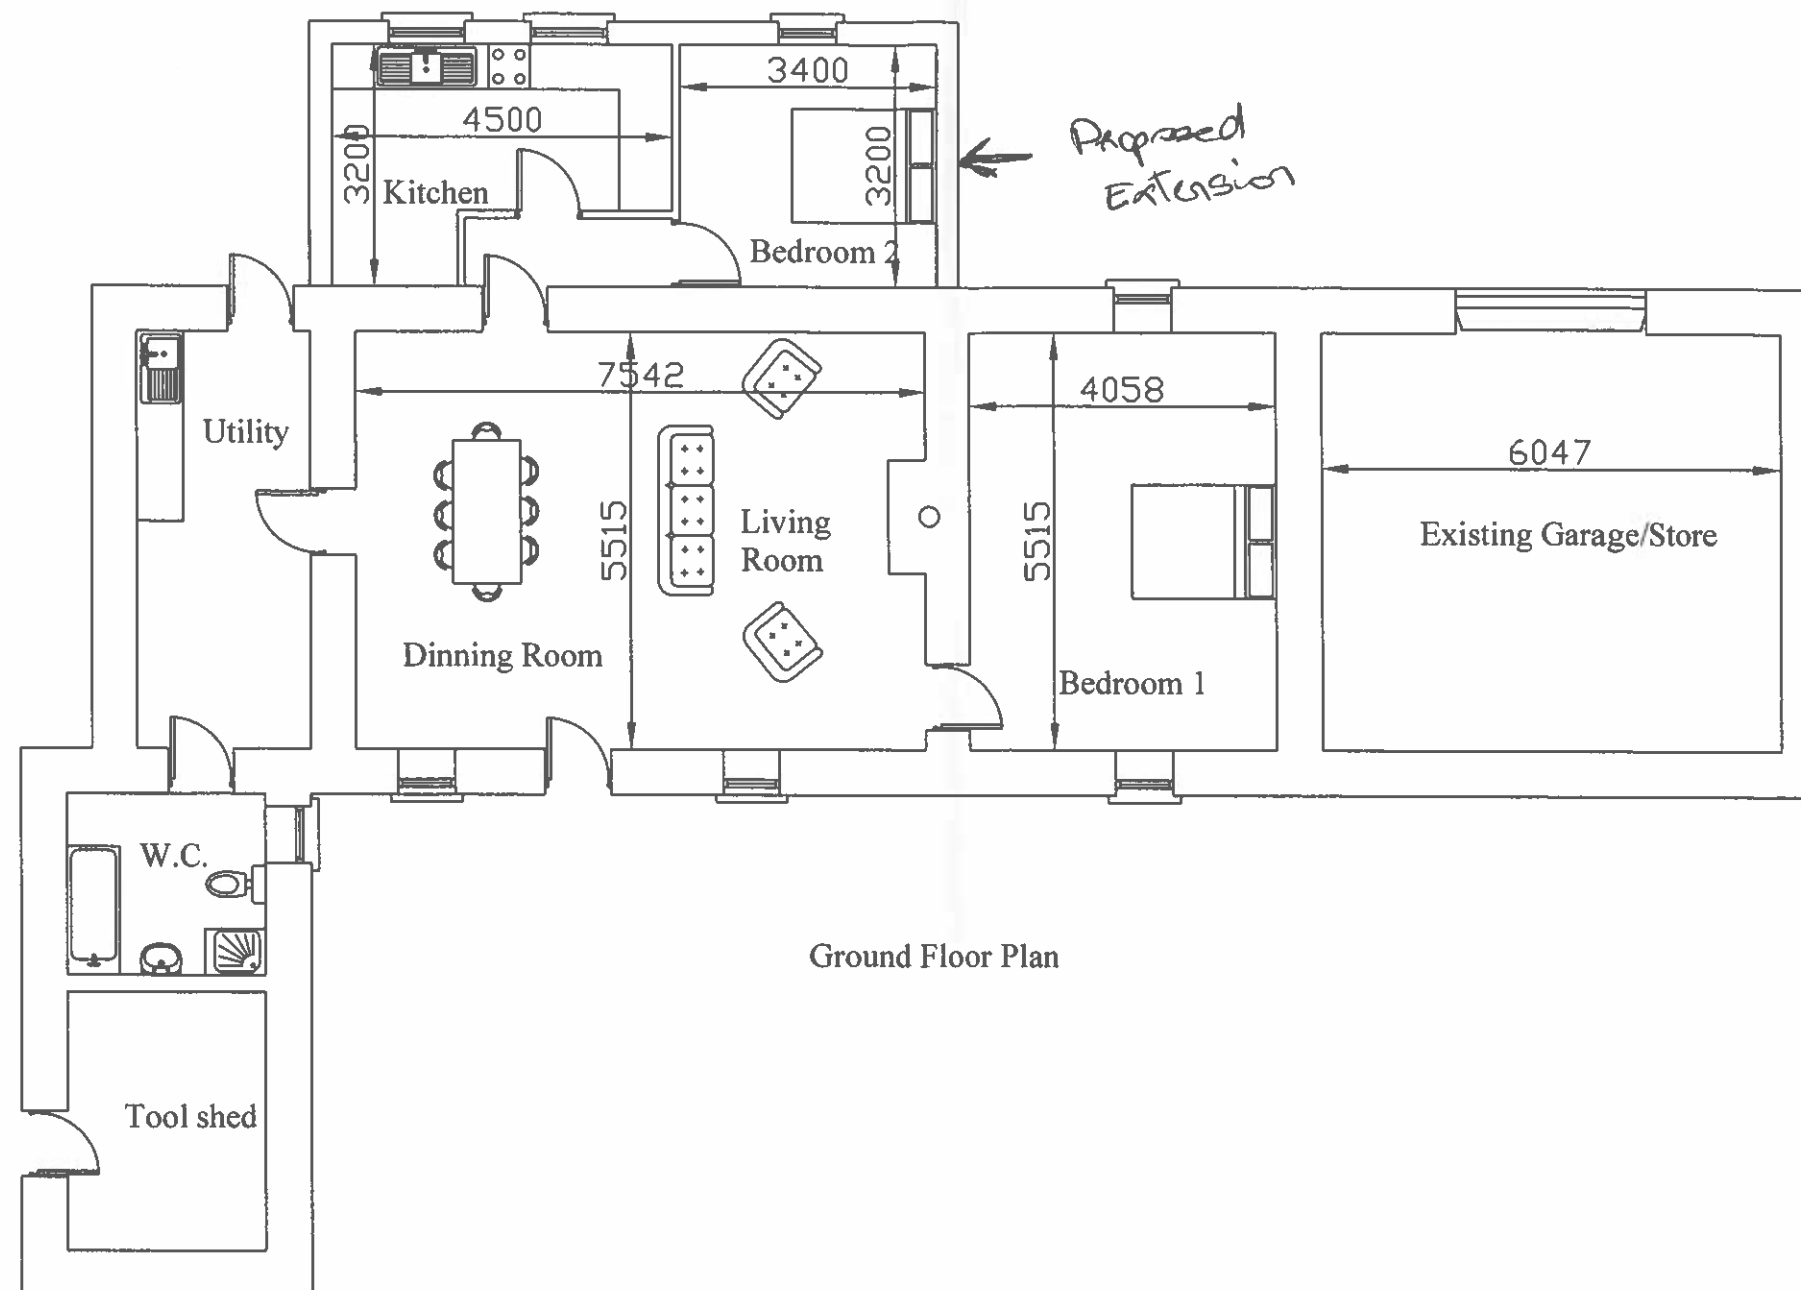 3400
4500
3200
Kitchen
3200
Bedroom 2
Proposed
Extension
Utility
7542
4058
6047
5515
Living
Room
5515
Existing Garage/Store
Dinning Room
Bedroom 1
W.C.
Ground Floor Plan
Tool shed